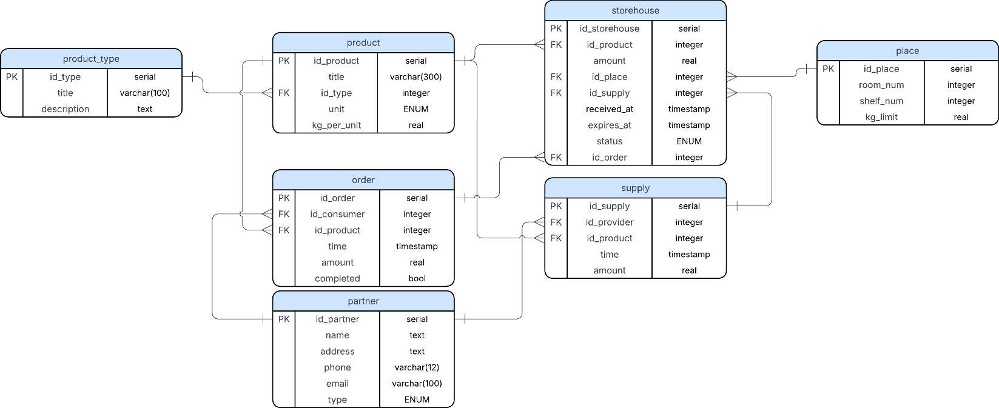 product_type
PK id_type serial
title varchar(100)
description text
product
PK id_product serial
title varchar(300)
FK id_type integer
unit ENUM
kg_per_unit real
order
PK id_order serial
FK id_consumer integer
FK id_product integer
time timestamp
amount real
completed bool
partner
PK id_partner serial
name text
address text
phone varchar(12)
email varchar(100)
type ENUM
storehouse
PK id_storehouse serial
FK id_product integer
amount real
FK id_place integer
FK id_supply integer
received_at timestamp
expires_at timestamp
status ENUM
FK id_order integer
supply
PK id_supply serial
FK id_provider integer
FK id_product integer
time timestamp
amount real
place
PK id_place serial
room_num integer
shelf_num integer
kg_limit real